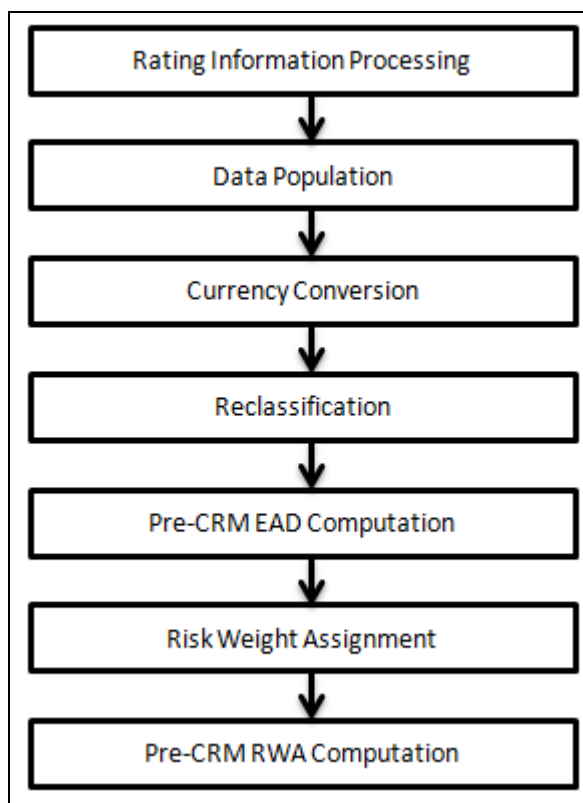 Rating Information Processing
Data Population
Currency Conversion
Reclassification
Pre-CRM EAD Computation
Risk Weight Assignment
Pre-CRM RWA Computation